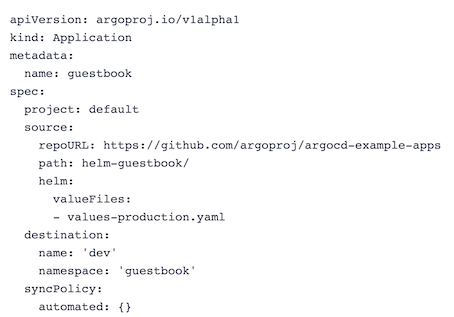 apiVersion: argoproj.io/v1alpha1
kind: Application
metadata:
  name: guestbook
spec:
  project: default
  source:
    repoURL: https://github.com/argoproj/argocd-example-apps
    path: helm-guestbook/
    helm:
      valueFiles:
      - values-production.yaml
  destination:
    name: 'dev'
    namespace: 'guestbook'
  syncPolicy:
    automated: {}